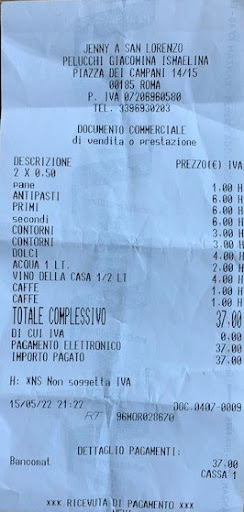 JENNY A SAN LORENZO
PELUCCHI GIACOMINA ISMAELINA
PIAZZA DEI CAMPANI 14/15
00185 ROMA
P. IVA 07206960580
TEL. 3396930203
DOCUMENTO COMMERCIALE
di vendita o prestazione
DESCRIZIONE PREZZO(€) IVA
2 X 0.50
pane 1.00 H
ANTIPASTI 6.00 H
PRIMI 6.00 H
secondi 6.00 H
CONTORNI 3.00 H
CONTORNI 3.00 H
DOLCI 4.00 H
ACQUA 1 LT. 2.00 H
VINO DELLA CASA 1/2 LT 4.00 H
CAFFE 1.00 H
CAFFE 1.00 H
TOTALE COMPLESSIVO 37.00
DI CUI IVA 0.00
PAGAMENTO ELETTRONICO 37.00
IMPORTO PAGATO 37.00
H: *NS Non soggetta IVA
15/05/22 21:22 DOC.0407-0009
RT 96MOR028670
DETTAGLIO PAGAMENTI:
Bancomat 37.00
CASSA 1
*** RICEVUTA DI PAGAMENTO ***